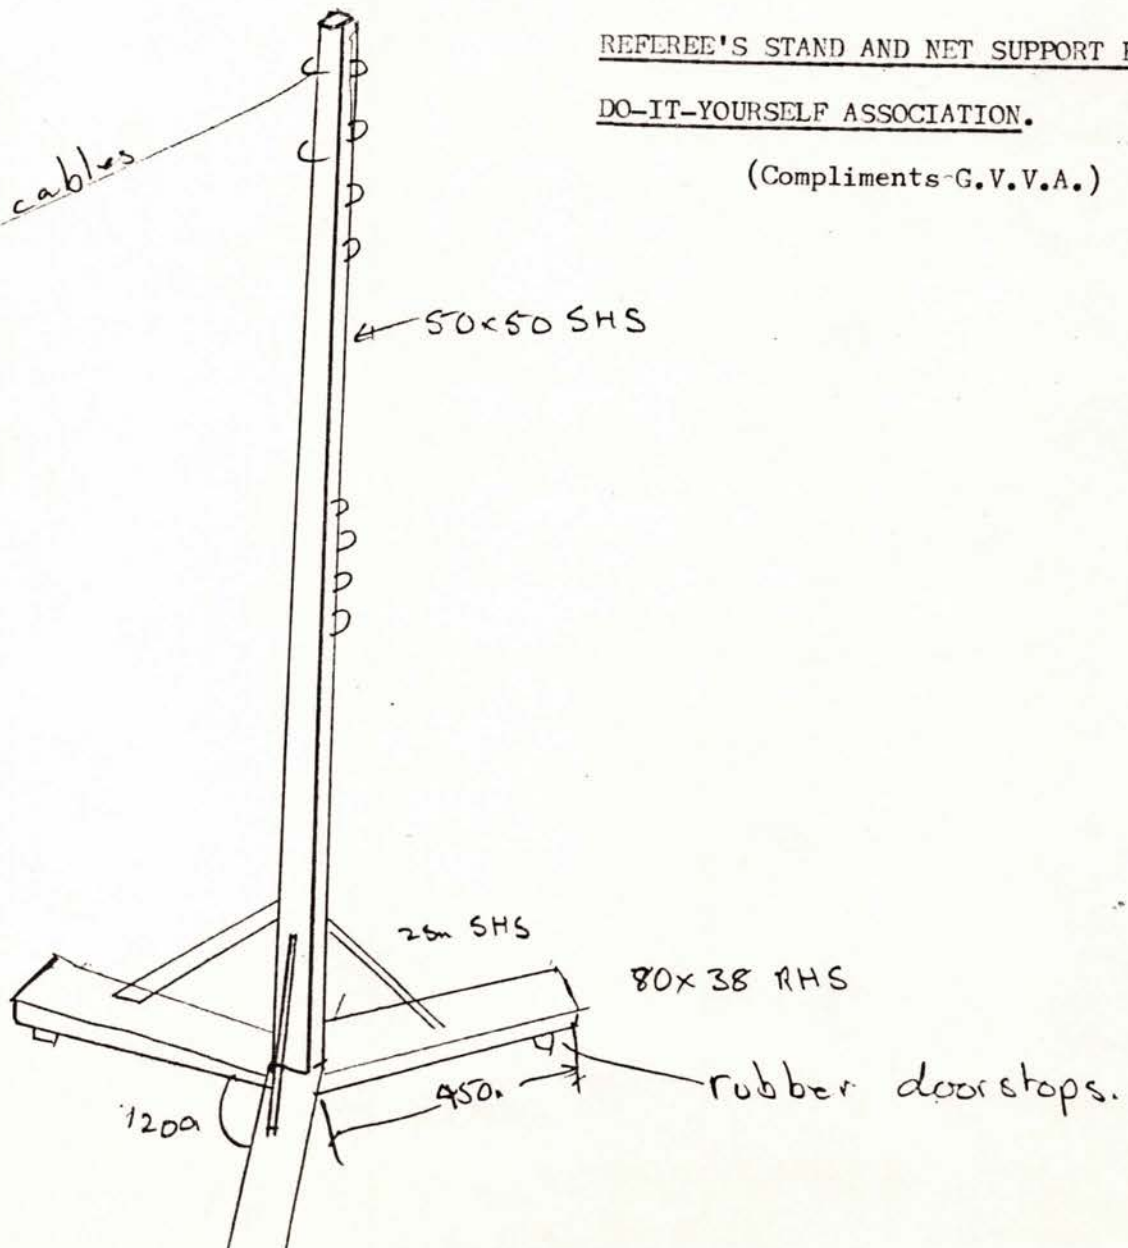 REFEREE'S STAND AND NET SUPPORT
DO-IT-YOURSELF ASSOCIATION.
(Compliments-G.V.V.A.)
cables
50×50 SHS
SHS
80×38 RHS
450.
rubber doorstops.